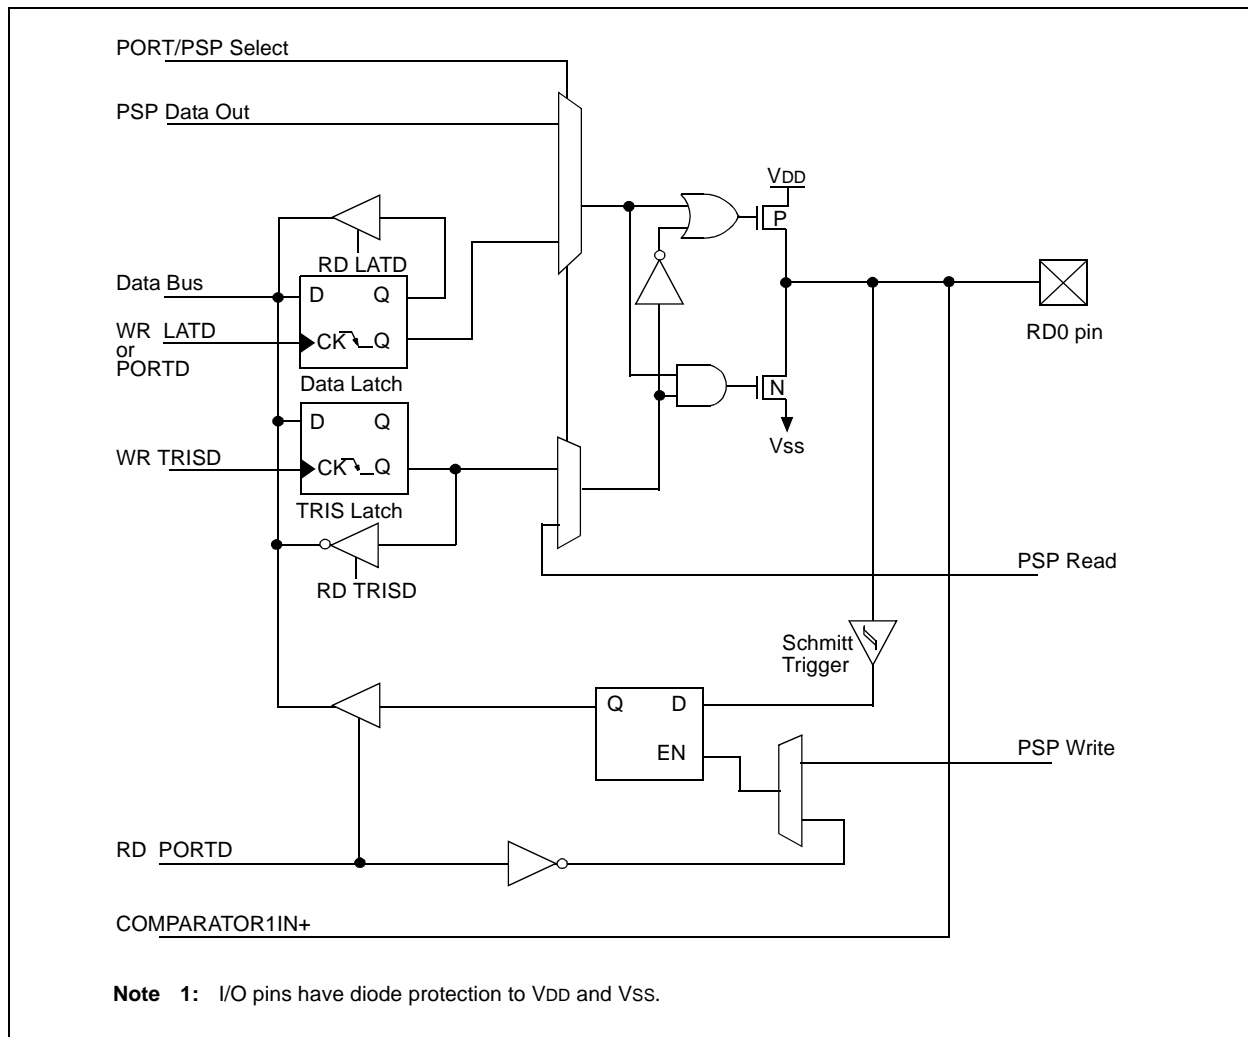 PORT/PSP Select
PSP Data Out
VDD
P
RD LATD
Data Bus
D Q
WR LATD
or
PORTD
CK Q
Data Latch
RD0 pin
N
Vss
D Q
WR TRISD
CK Q
TRIS Latch
RD TRISD
PSP Read
Schmitt
Trigger
Q D
EN
PSP Write
RD PORTD
COMPARATOR1IN+
Note 1: I/O pins have diode protection to VDD and VSS.